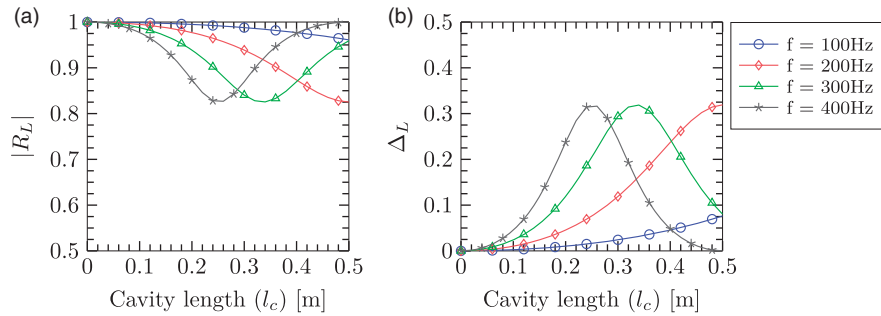 (a)
1
0.9
0.8
0.7
0.6
0.5
|R_L|
0 0.1 0.2 0.3 0.4 0.5
Cavity length (l_c) [m]
(b)
0.5
0.4
0.3
0.2
0.1
0
Δ_L
0 0.1 0.2 0.3 0.4 0.5
Cavity length (l_c) [m]
f = 100Hz
f = 200Hz
f = 300Hz
f = 400Hz